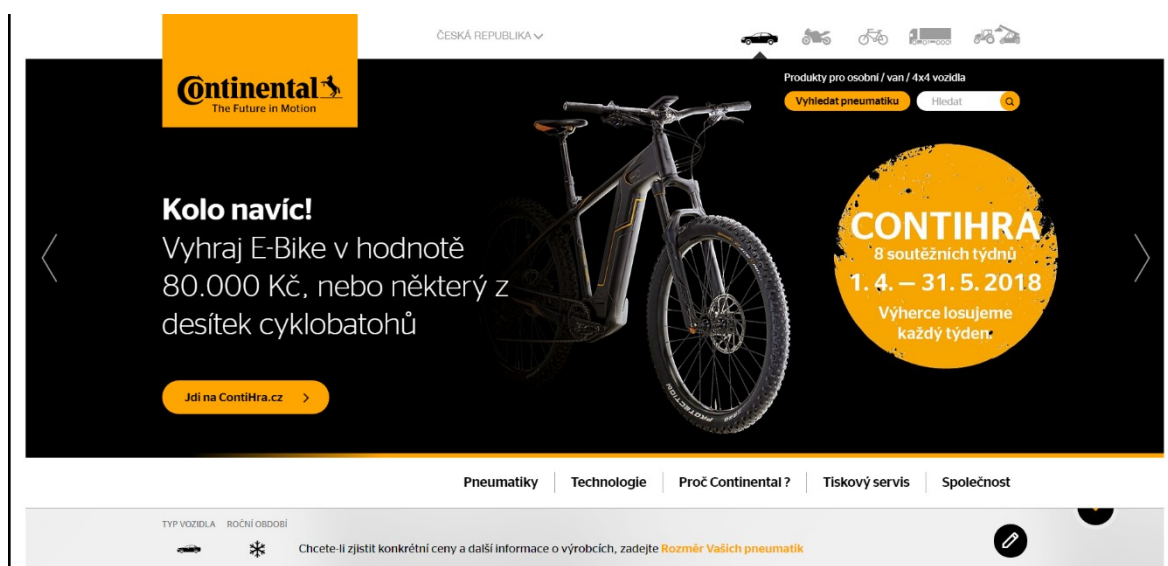 ČESKÁ REPUBLIKA
Continental
The Future in Motion
Produkty pro osobní / van / 4x4 vozidla
Vyhledat pneumatiku
Hledat
Kolo navíc!
Vyhraj E-Bike v hodnotě
80.000 Kč, nebo některý z
desítek cyklobatohů
Jdi na ContiHra.cz
CONTIHRA
8 soutěžních týdnů
1. 4. – 31. 5. 2018
Výherce losujeme
každý týden.
PROTECTION
Pneumatiky
Technologie
Proč Continental ?
Tiskový servis
Společnost
TYP VOZIDLA
ROČNÍ OBDOBÍ
Chcete-li zjistit konkrétní ceny a další informace o výrobcích, zadejte Rozměr Vašich pneumatik